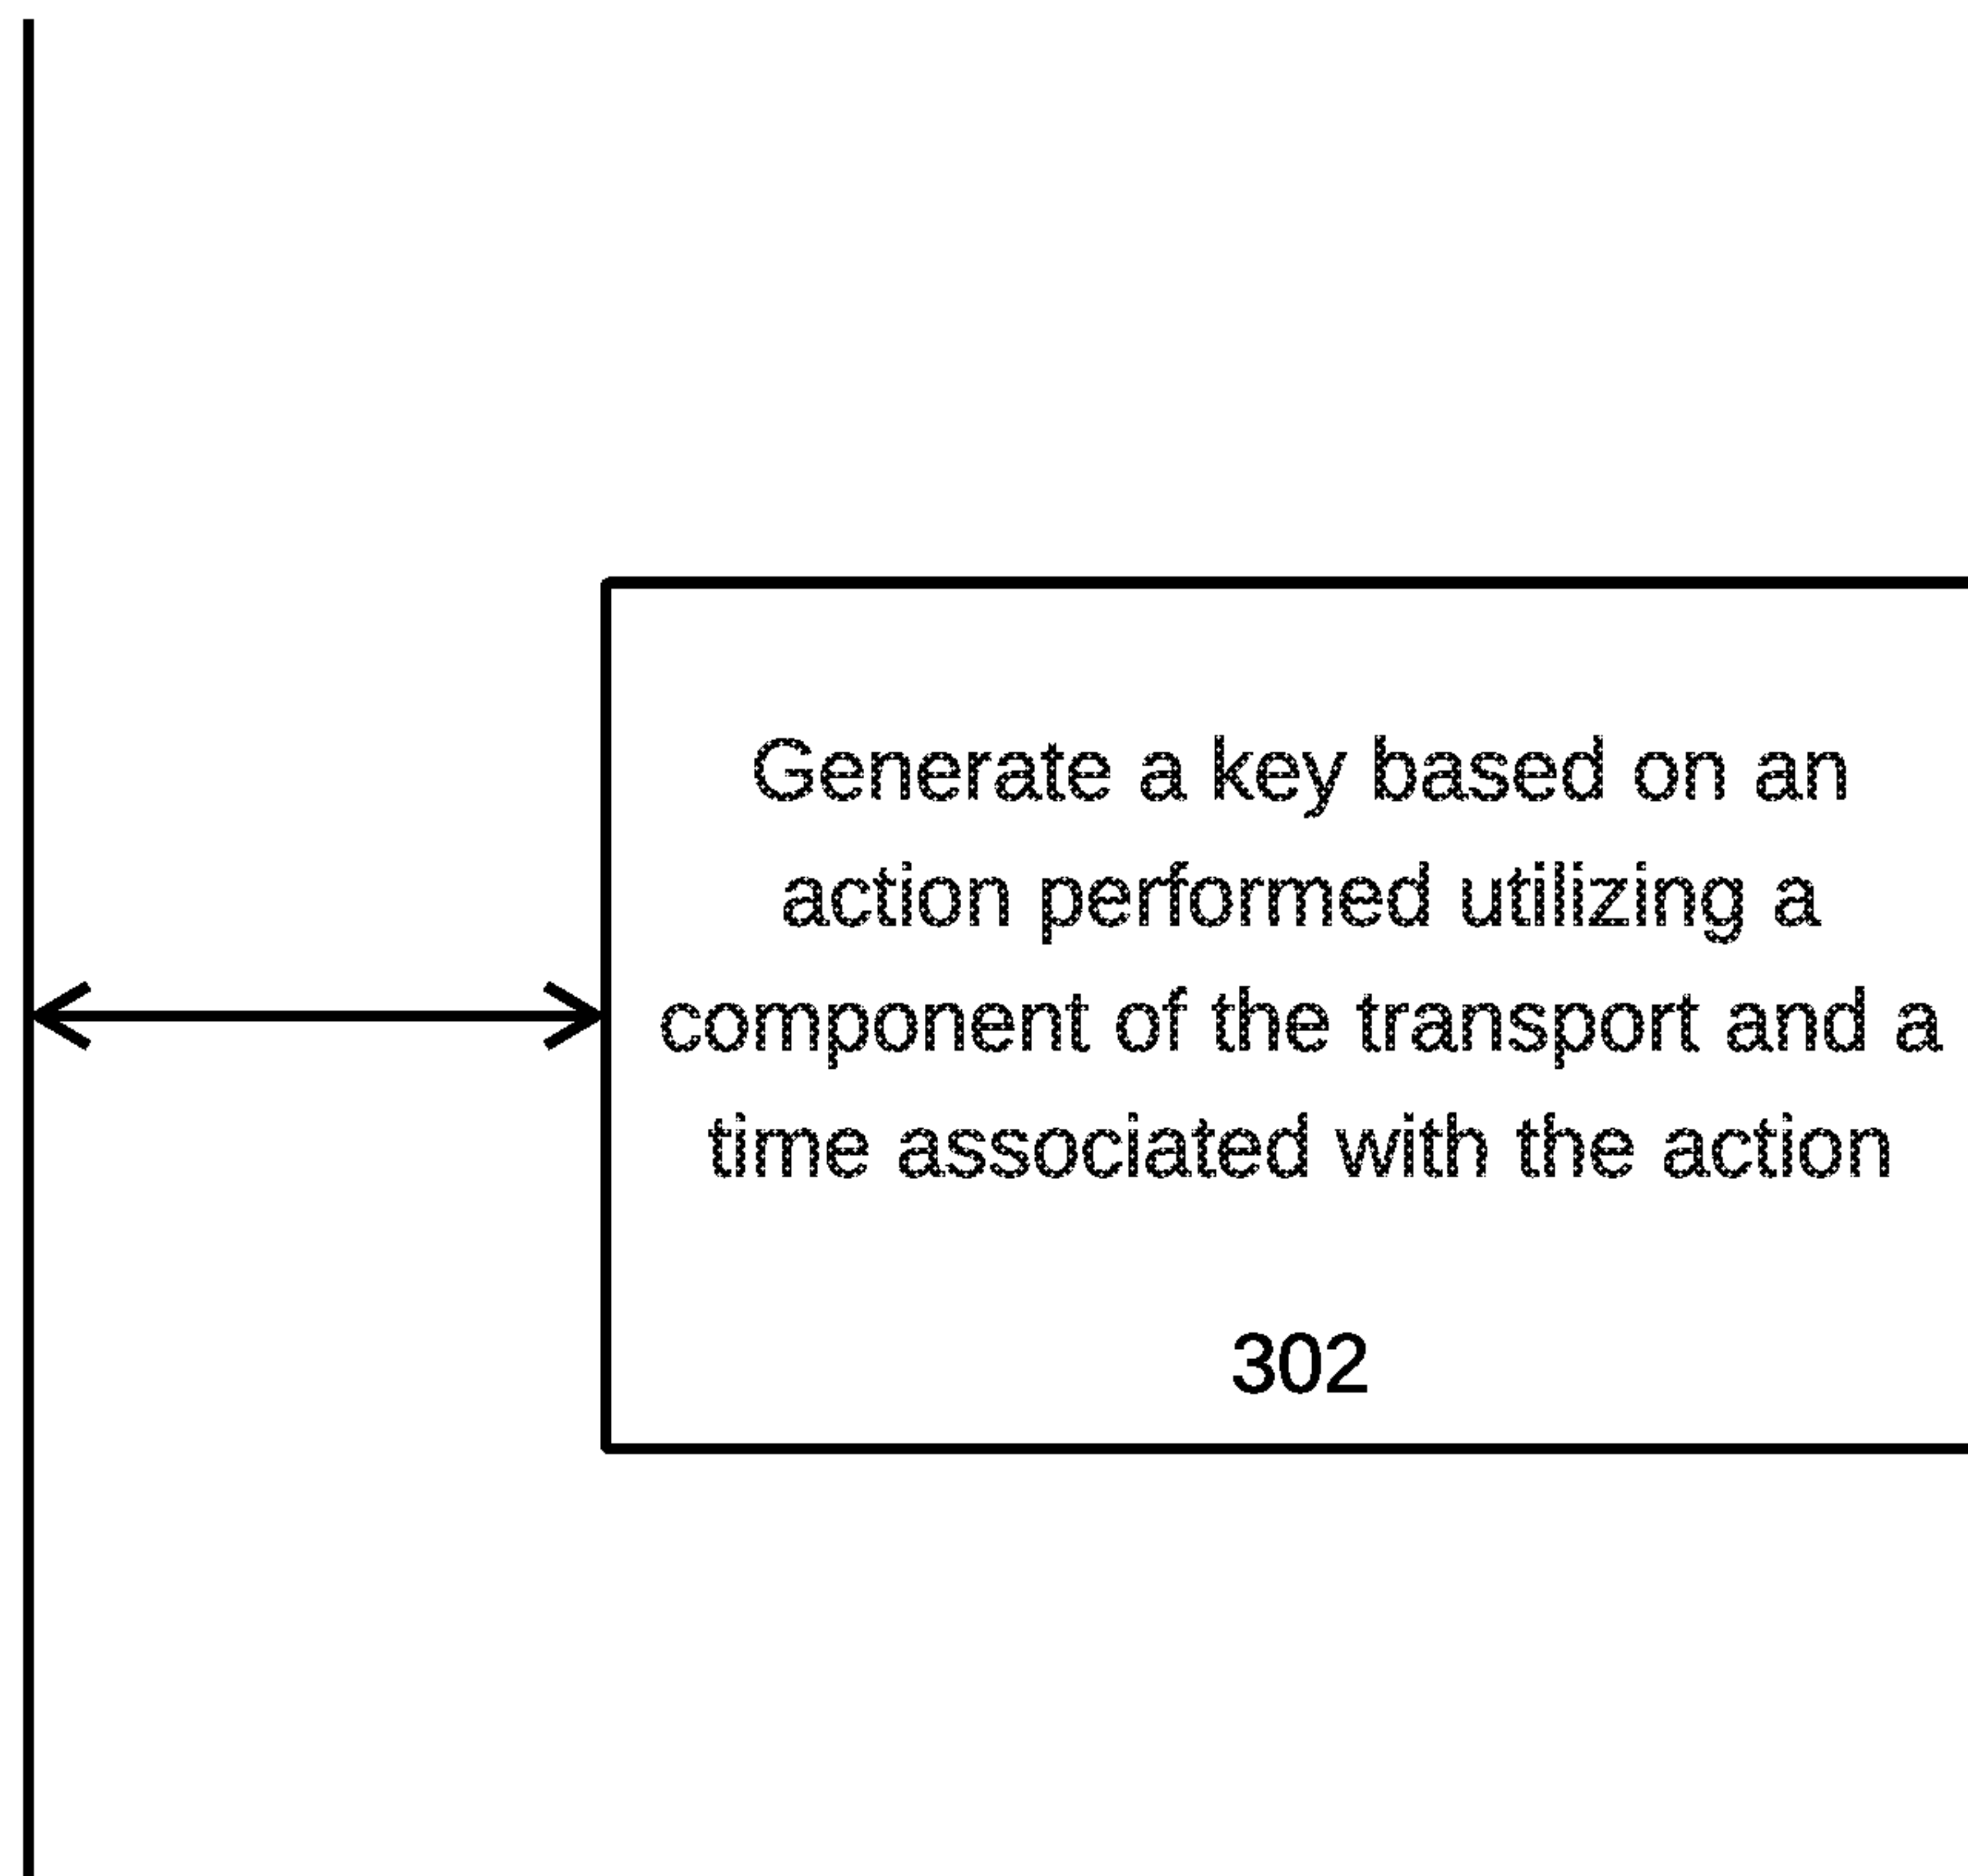 Generate a key based on an
action performed utilizing a
component of the transport and a
time associated with the action
302